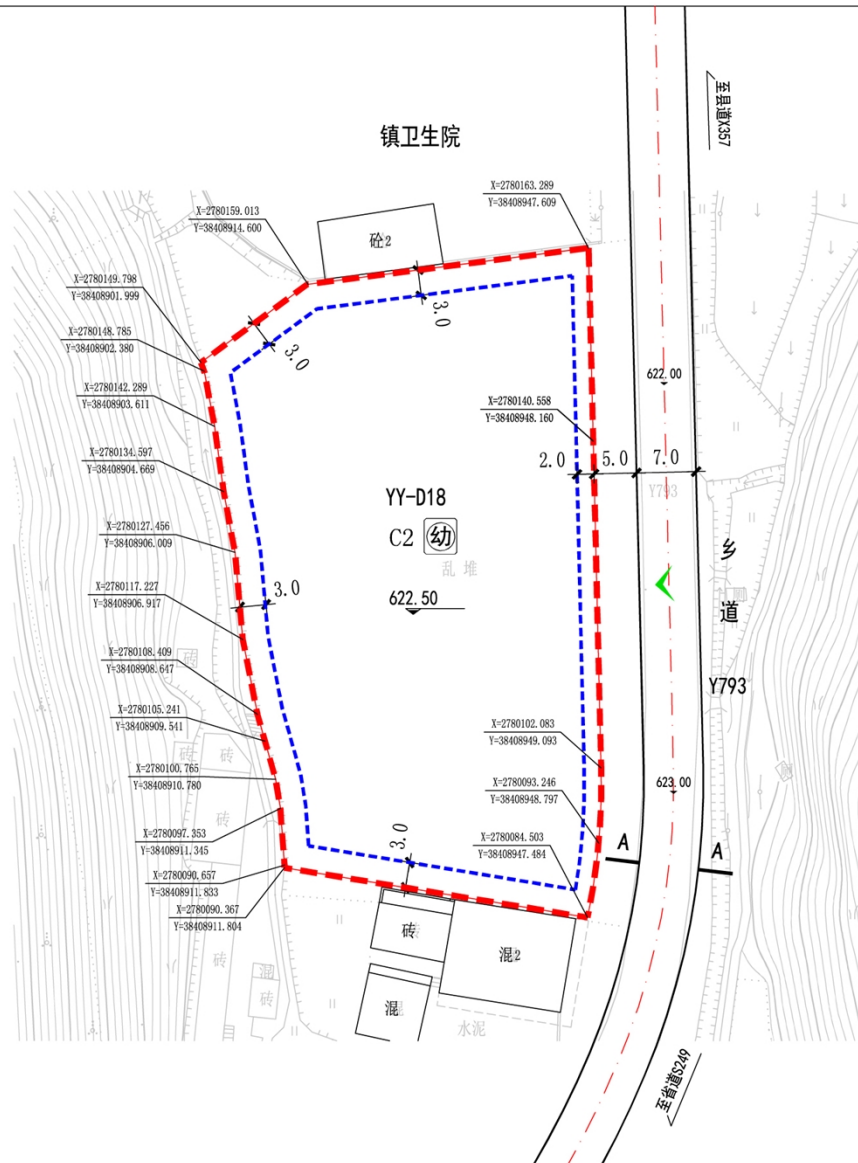 至县道X357
镇卫生院
X=2780163.289
Y=38408947.609
X=2780159.013
Y=38408914.600
砼2
X=2780149.798
Y=38408901.999
3.0
3.0
X=2780148.785
Y=38408902.380
622.00
X=2780142.289
Y=38408903.611
X=2780140.558
Y=38408948.160
X=2780134.597
Y=38408904.669
2.0
5.0
7.0
Y793
YY-D18
C2 幼
乱堆
X=2780127.456
Y=38408906.009
乡道
Y793
3.0
622.50
X=2780117.227
Y=38408906.917
砖
X=2780108.409
Y=38408908.647
X=2780105.241
Y=38408909.541
X=2780102.083
Y=38408949.093
砖
砖
X=2780100.765
Y=38408910.780
623.00
X=2780093.246
Y=38408948.797
砖
X=2780097.353
Y=38408911.345
3.0
X=2780084.503
Y=38408947.484
A
A
X=2780090.657
Y=38408911.833
X=2780090.367
Y=38408911.804
砖
砖
混2
混
砖
混
水泥
至省道S249